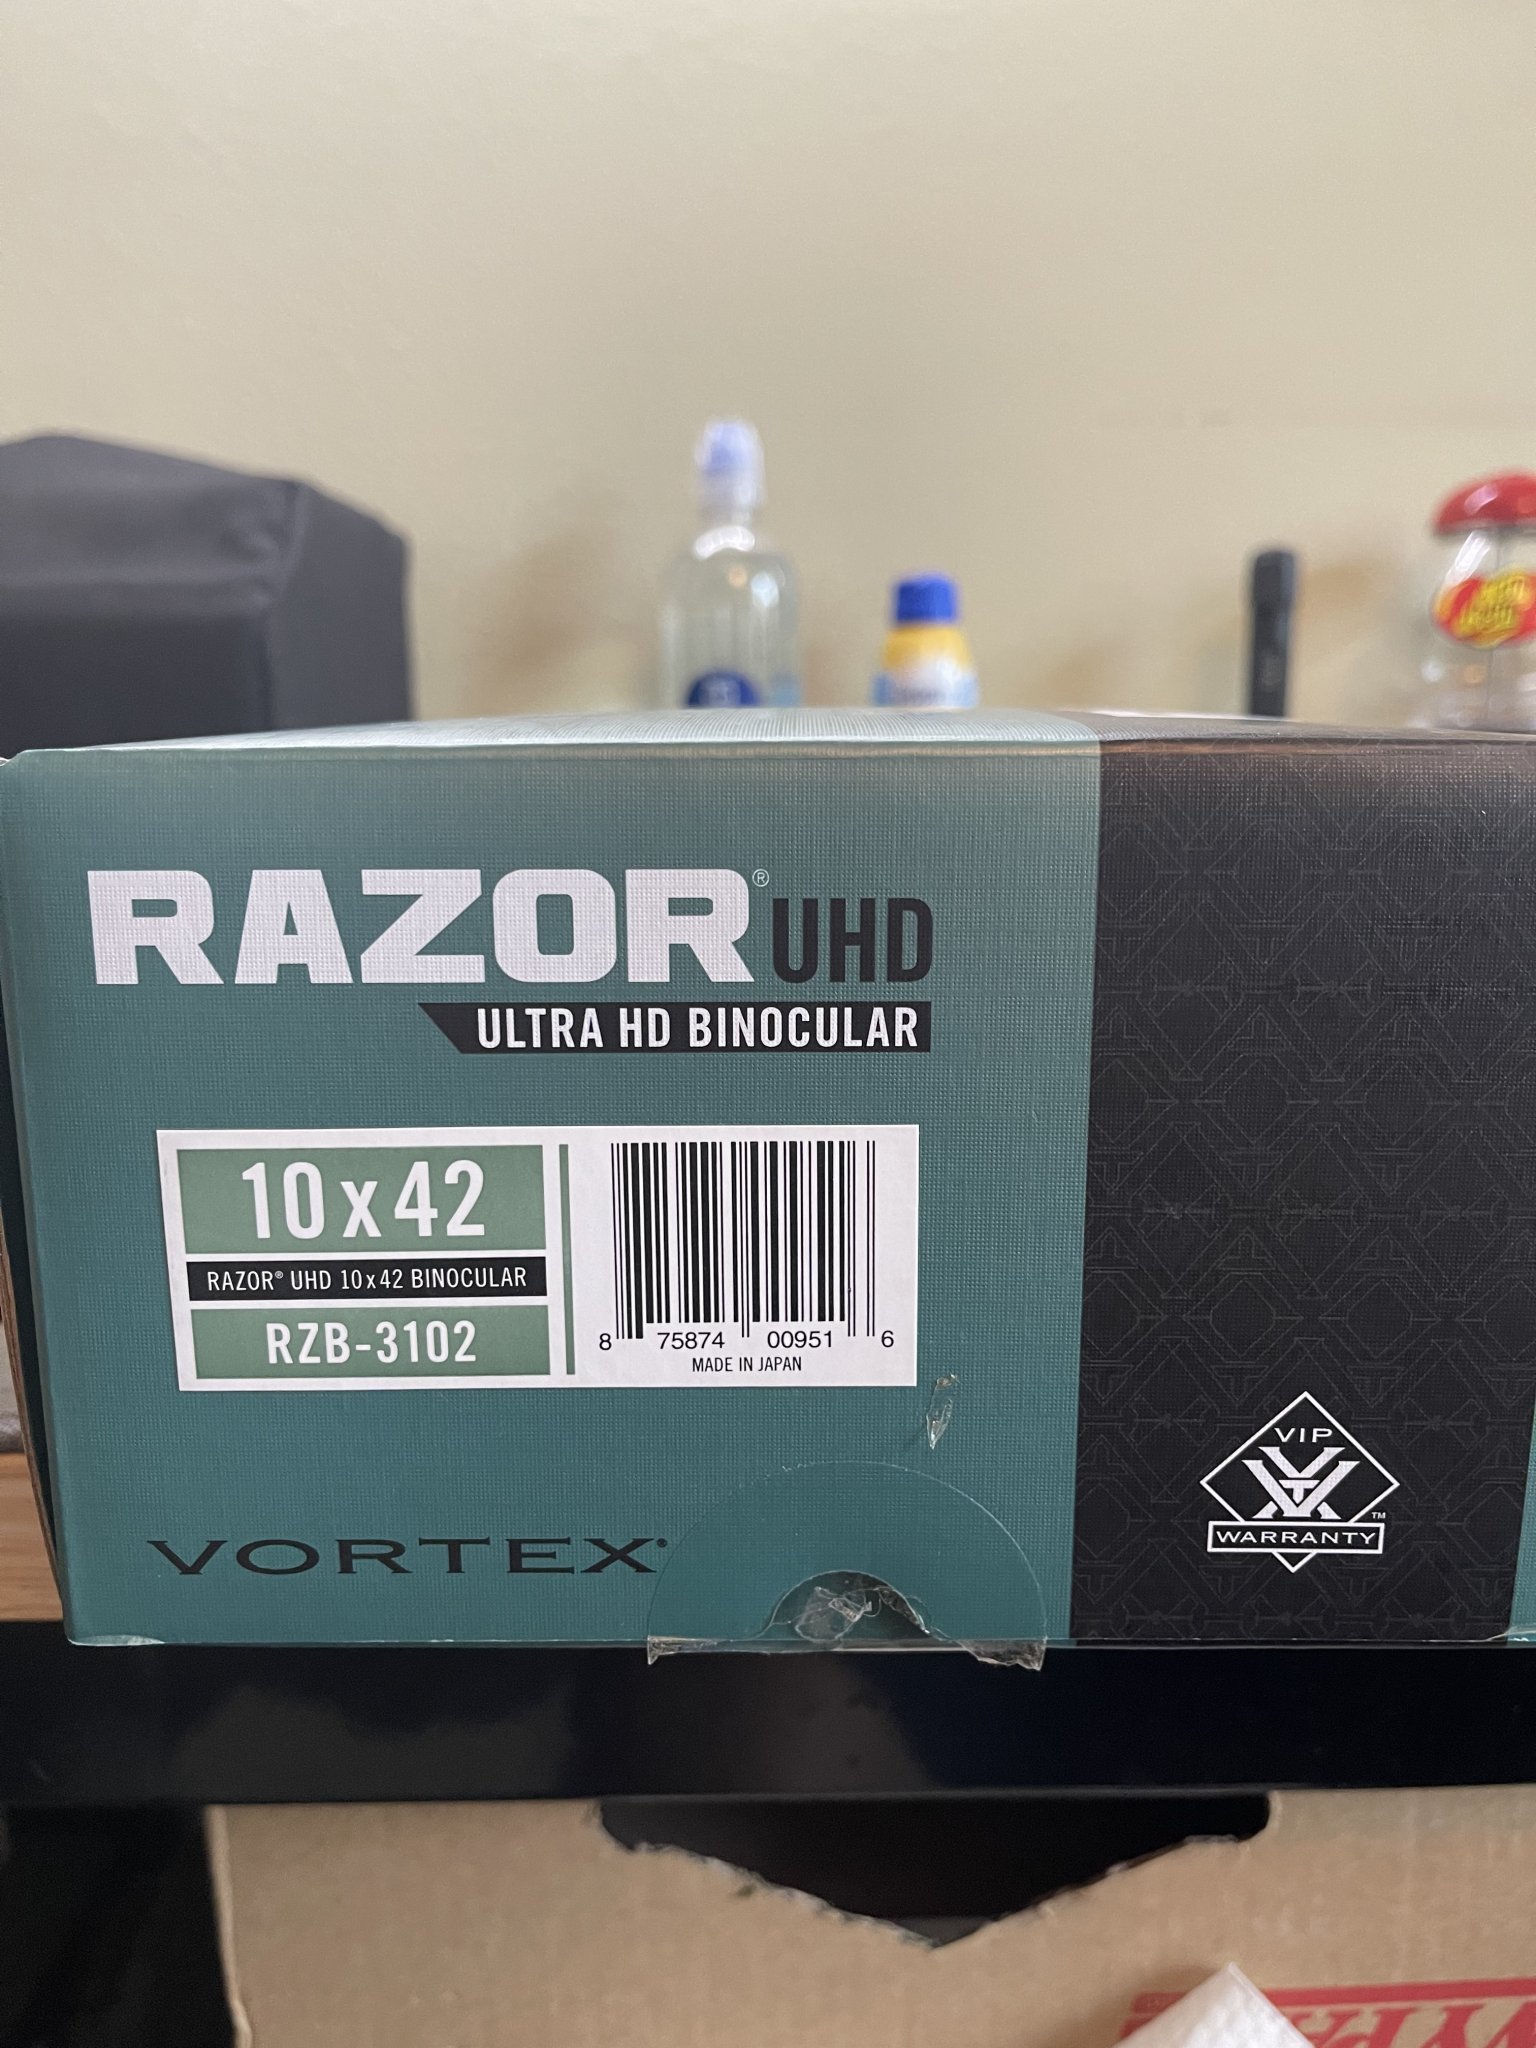 RAZOR® UHD
ULTRA HD BINOCULAR
10x42
RAZOR® UHD 10x42 BINOCULAR
RZB-3102
8 75874 00951 6
MADE IN JAPAN
VORTEX®
VIP
WARRANTY™